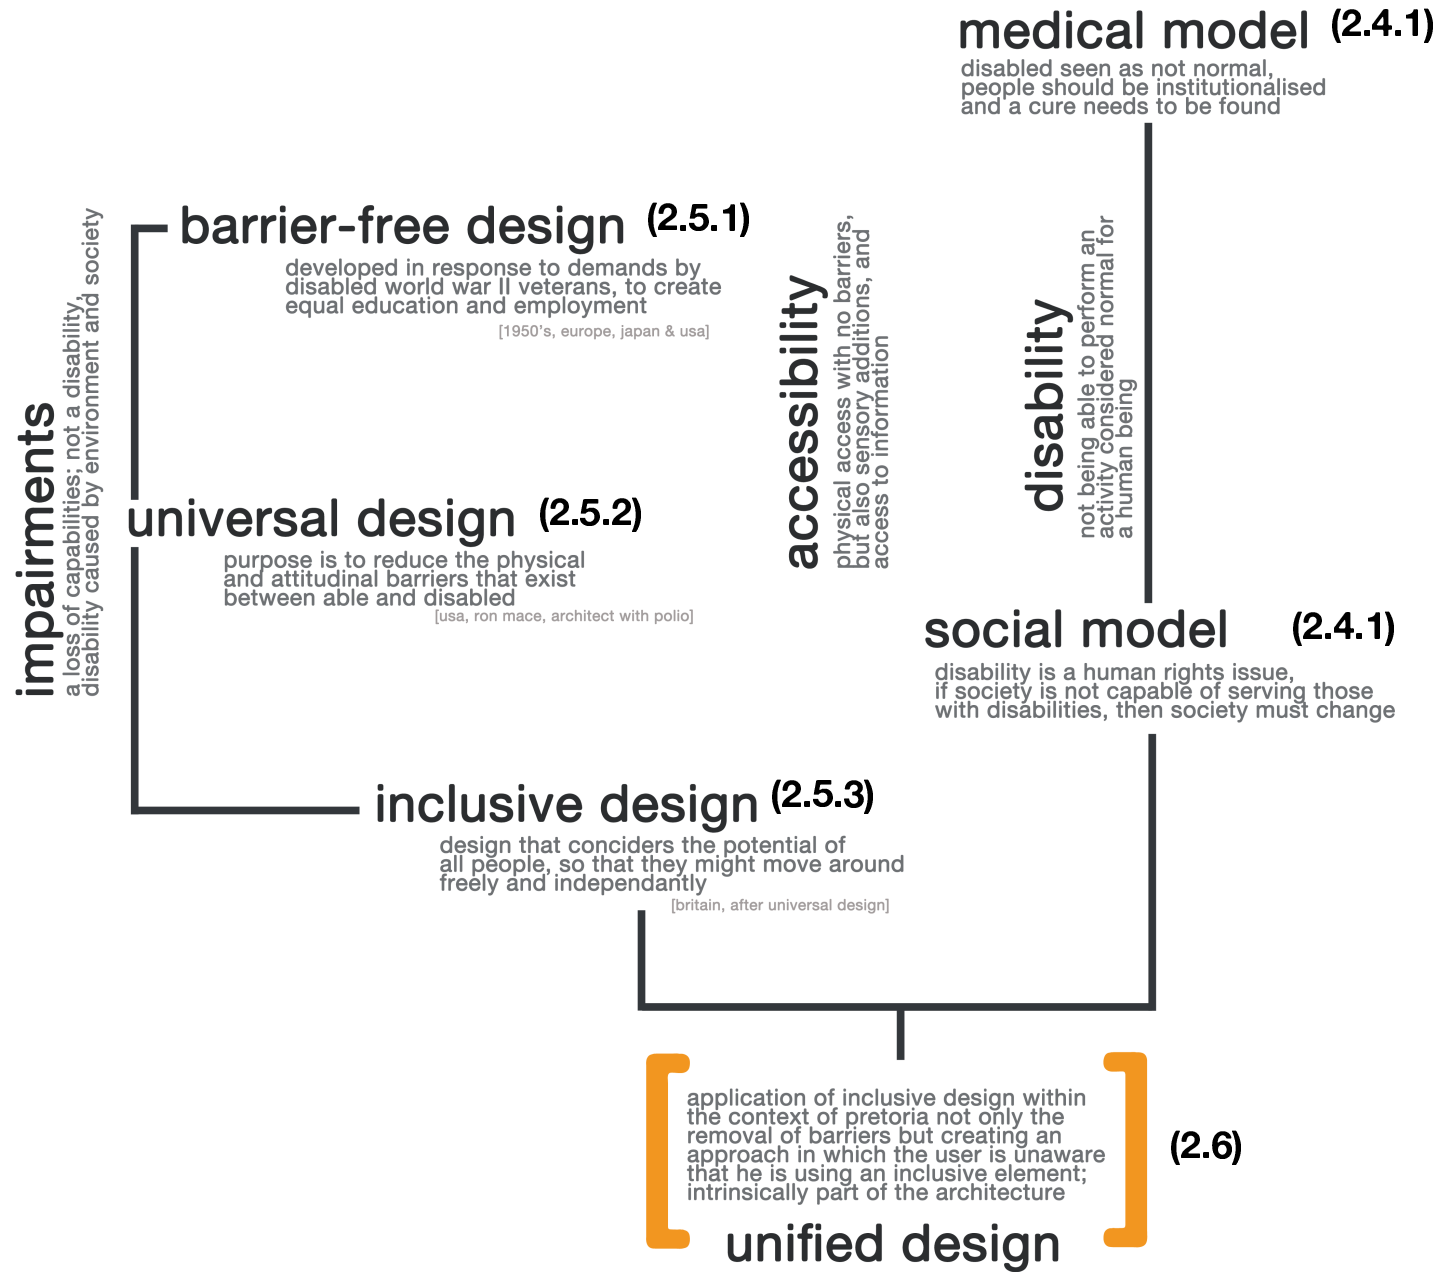 medical model (2.4.1)
disabled seen as not normal,
people should be institutionalised
and a cure needs to be found
barrier-free design (2.5.1)
developed in response to demands by
disabled world war II veterans, to create
equal education and employment
[1950's, europe, japan & usa]
impairments
a loss of capabilities; not a disability,
disability caused by environment and society
accessibility
physical access with no barriers,
but also sensory additions, and
access to information
disability
not being able to perform an
activity considered normal for
a human being
universal design (2.5.2)
purpose is to reduce the physical
and attitudinal barriers that exist
between able and disabled
[usa, ron mace, architect with polio]
social model (2.4.1)
disability is a human rights issue,
if society is not capable of serving those
with disabilities, then society must change
inclusive design (2.5.3)
design that conciders the potential of
all people, so that they might move around
freely and independantly
[britain, after universal design]
application of inclusive design within
the context of pretoria not only the
removal of barriers but creating an
approach in which the user is unaware
that he is using an inclusive element;
intrinsically part of the architecture
(2.6)
unified design